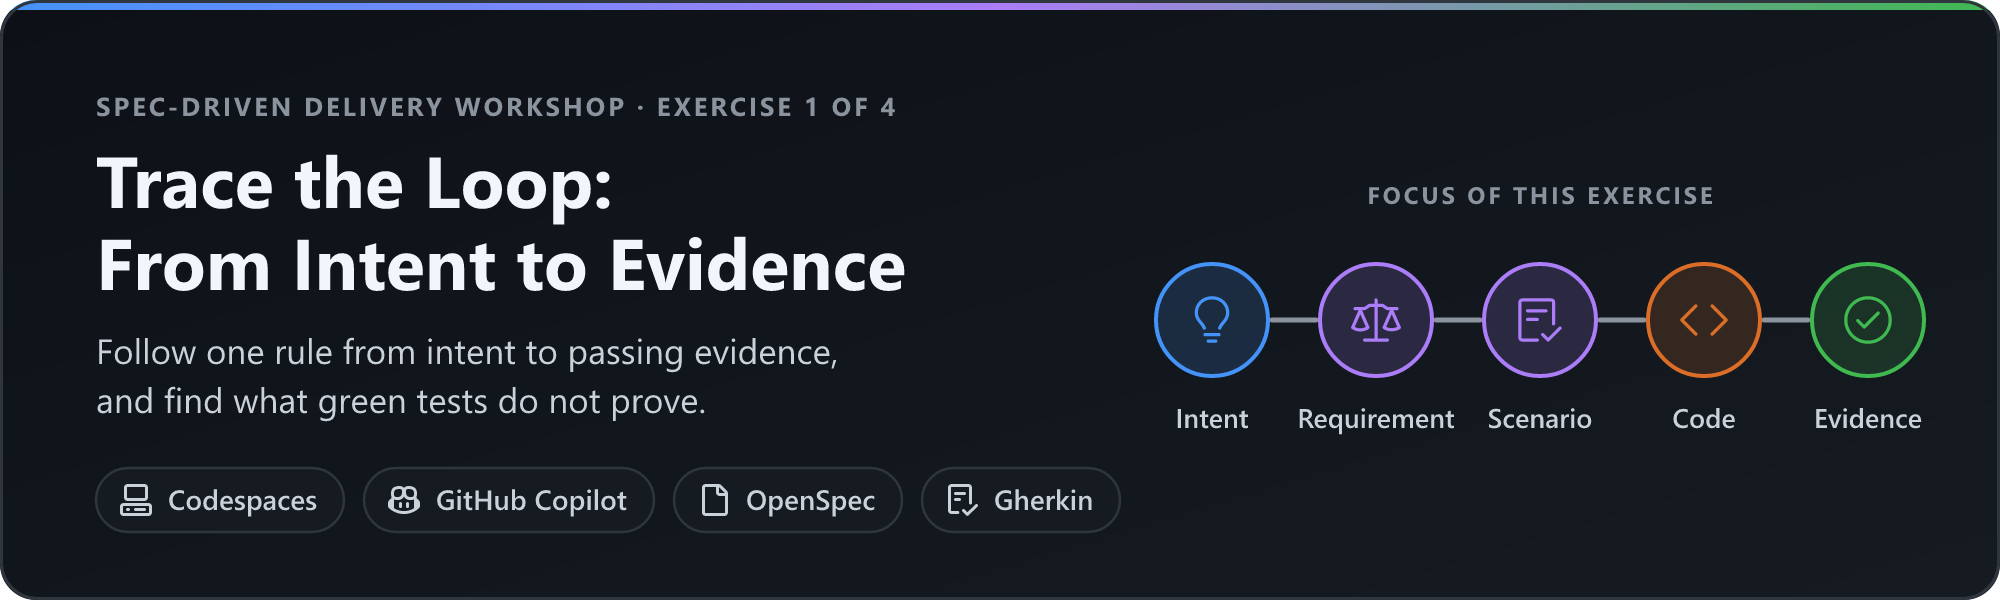 SPEC-DRIVEN DELIVERY WORKSHOP · EXERCISE 1 OF 4
Trace the Loop:
From Intent to Evidence
Follow one rule from intent to passing evidence,
and find what green tests do not prove.
Codespaces
GitHub Copilot
OpenSpec
Gherkin
FOCUS OF THIS EXERCISE
Intent
Requirement
Scenario
Code
Evidence